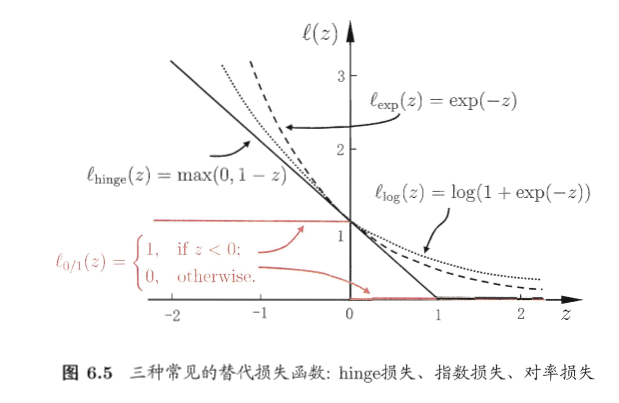 ℓ(z)
3
ℓexp(z) = exp(−z)
2
ℓhinge(z) = max(0, 1 − z)
ℓlog(z) = log(1 + exp(−z))
1
ℓ0/1(z) = { 1, if z < 0;
0, otherwise.
-2 -1 0 1 2 z
图 6.5 三种常见的替代损失函数: hinge损失、指数损失、对率损失